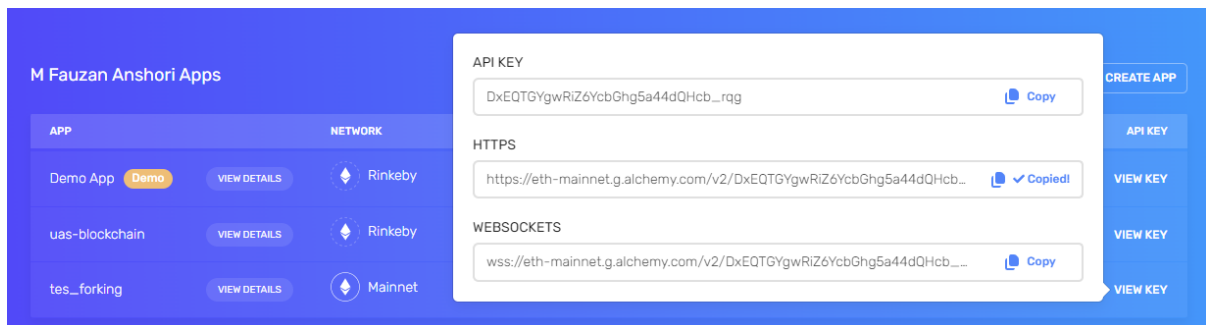 M Fauzan Anshori Apps
CREATE APP
APP NETWORK API KEY
Demo App Demo VIEW DETAILS Rinkeby VIEW KEY
uas-blockchain VIEW DETAILS Rinkeby VIEW KEY
tes_forking VIEW DETAILS Mainnet VIEW KEY
API KEY
DxEQTGYgwRiZ6YcbGhg5a44dQHcb_rqg Copy
HTTPS
https://eth-mainnet.g.alchemy.com/v2/DxEQTGYgwRiZ6YcbGhg5a44dQHcb... Copied!
WEBSOCKETS
wss://eth-mainnet.g.alchemy.com/v2/DxEQTGYgwRiZ6YcbGhg5a44dQHcb_... Copy